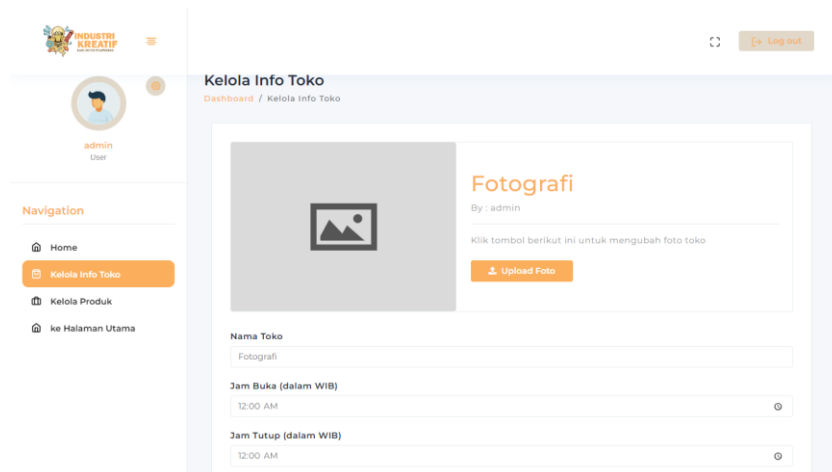 INDUSTRI
KREATIF
Log out
admin
User
Navigation
Home
Kelola Info Toko
Kelola Produk
ke Halaman Utama
Kelola Info Toko
Dashboard / Kelola Info Toko
Fotografi
By : admin
Klik tombol berikut ini untuk mengubah foto toko
Upload Foto
Nama Toko
Fotografi
Jam Buka (dalam WIB)
12:00 AM
Jam Tutup (dalam WIB)
12:00 AM